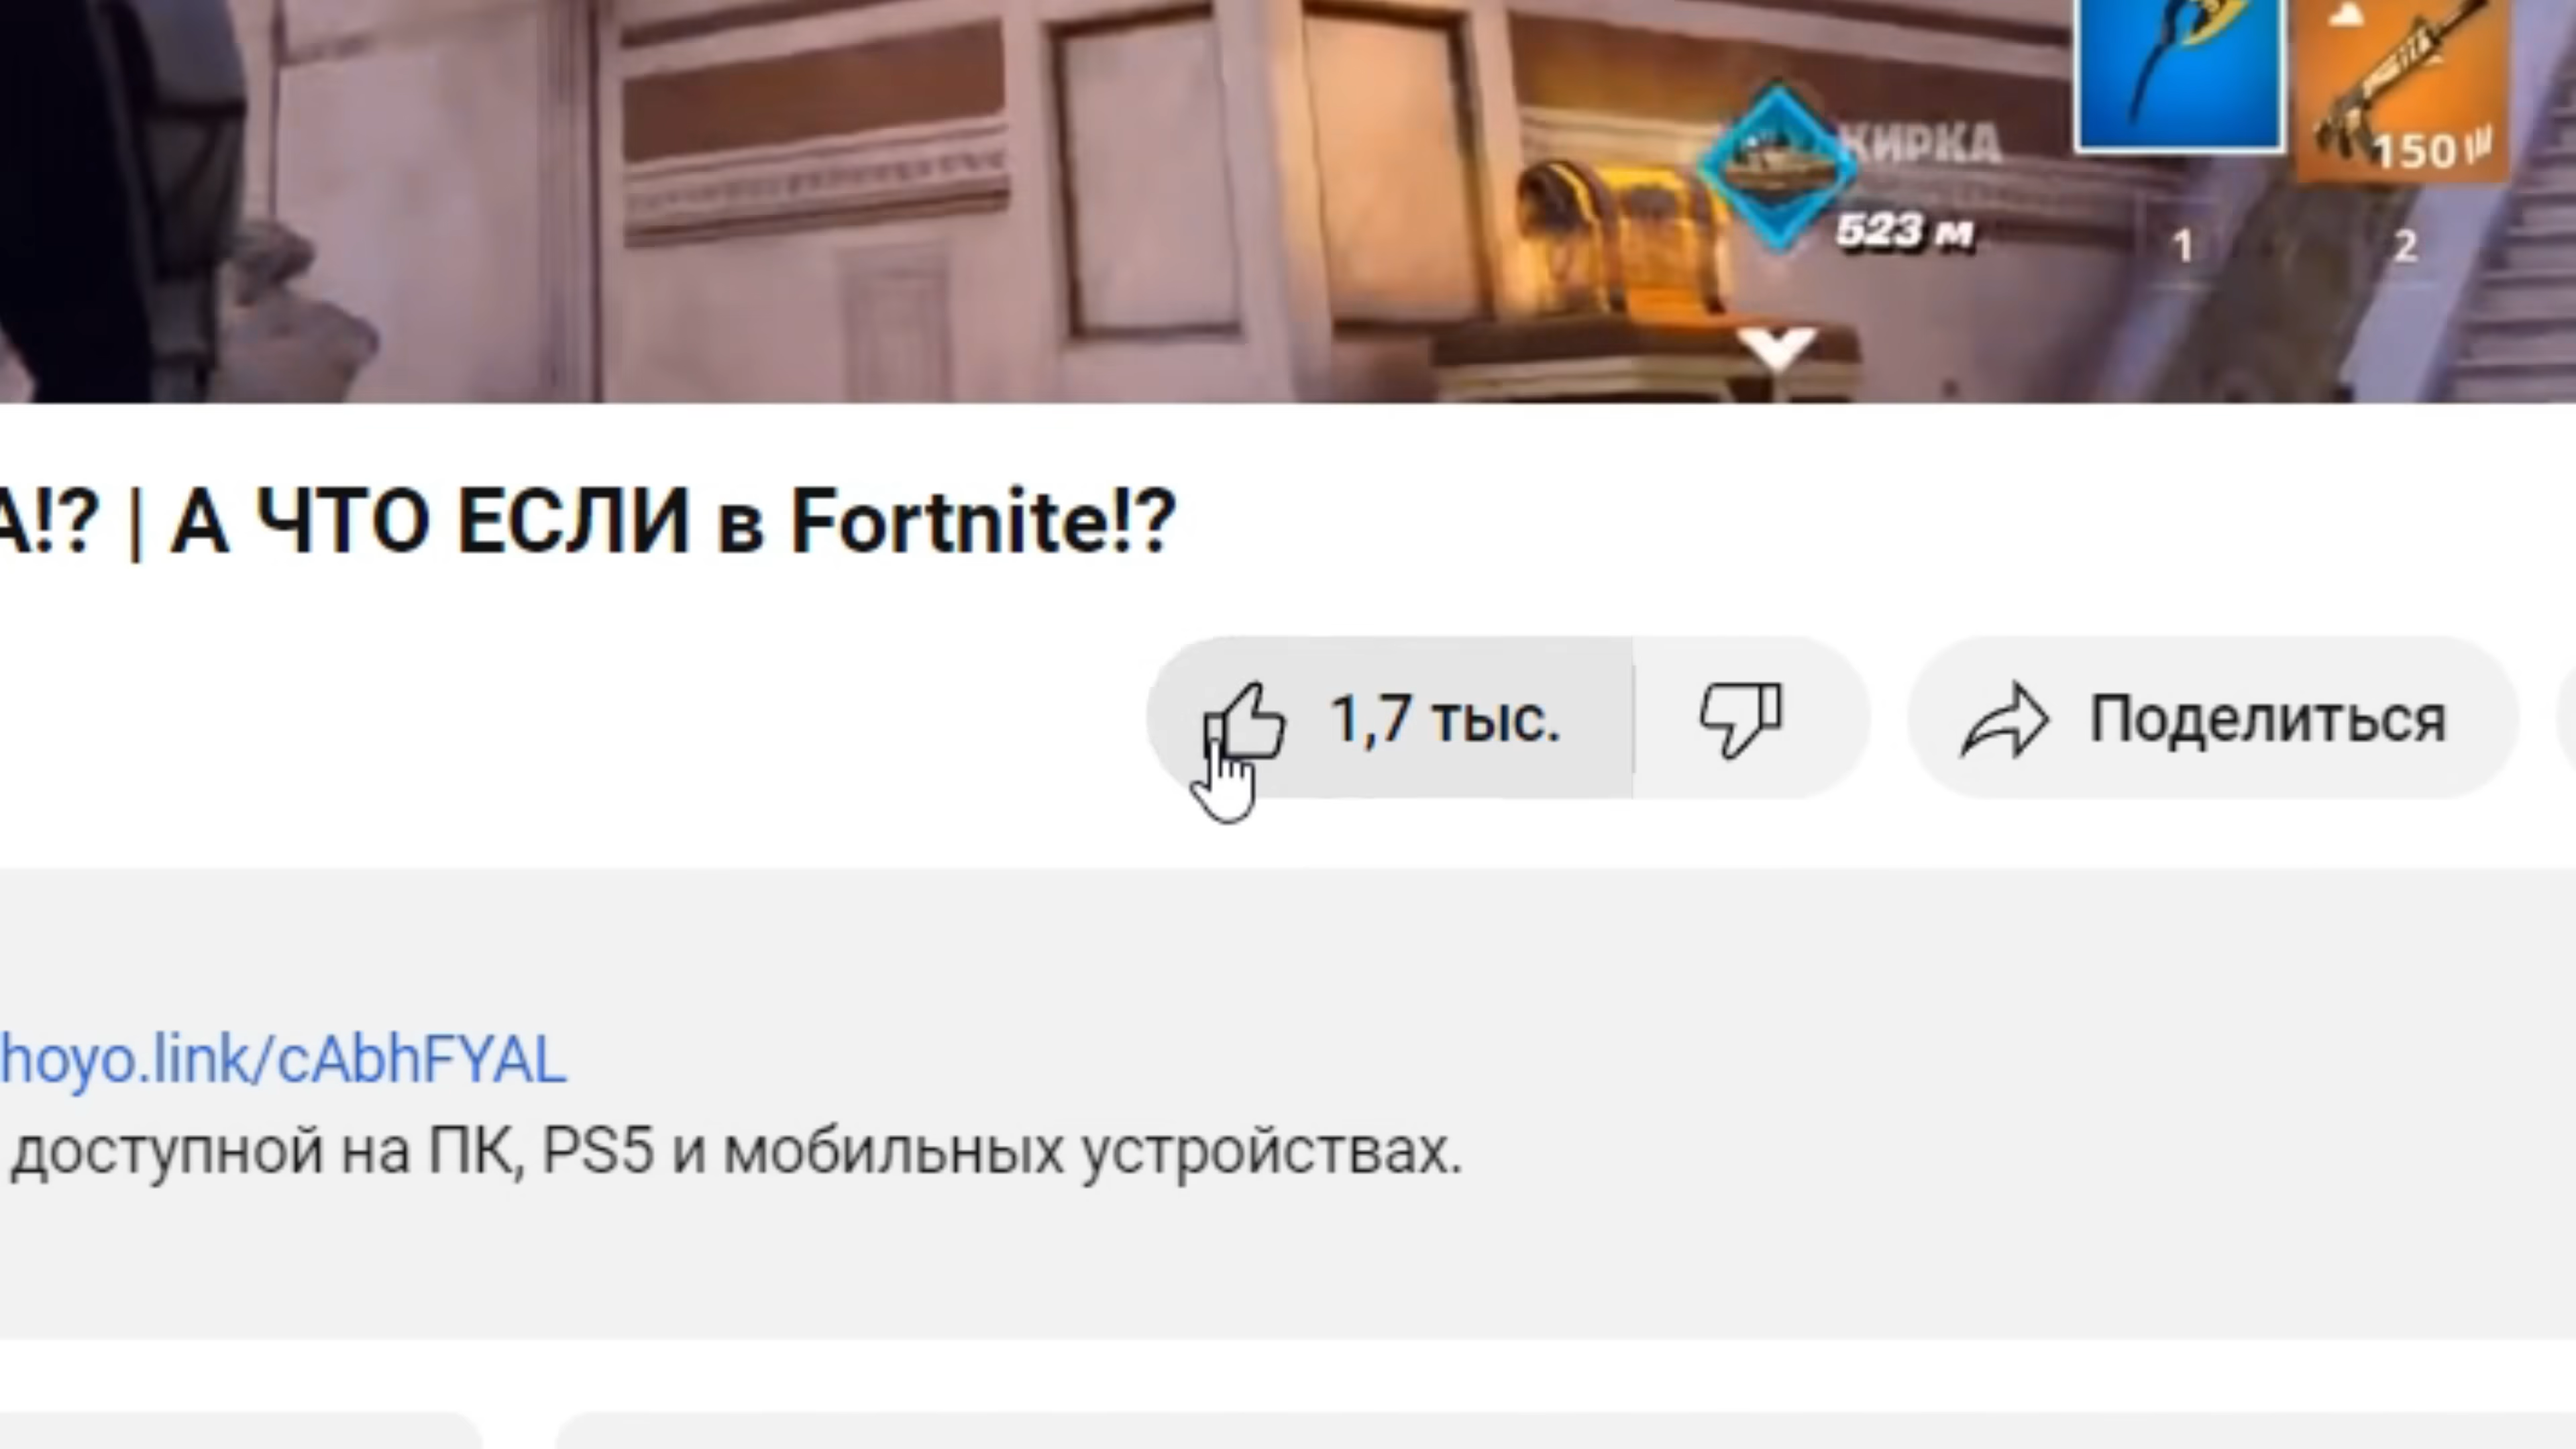 КИРКА
150
523 м
1
2
А!? | А ЧТО ЕСЛИ в Fortnite!?
1,7 тыс.
Поделиться
hoyo.link/cAbhFYAL
доступной на ПК, PS5 и мобильных устройствах.